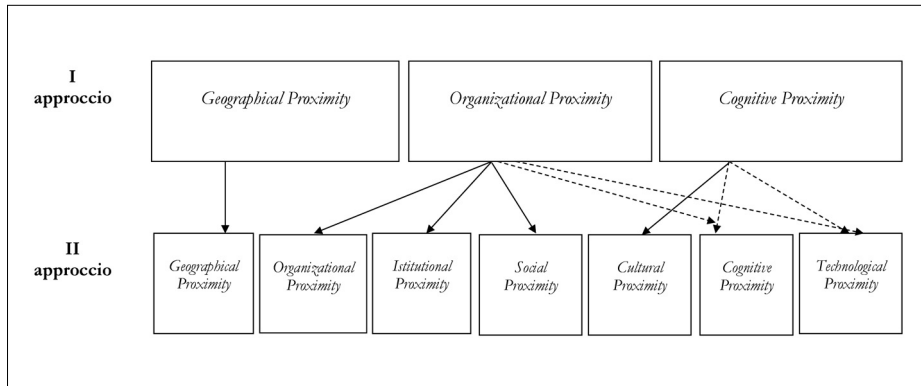 I
approccio
Geographical Proximity
Organizational Proximity
Cognitive Proximity
II
approccio
Geographical
Proximity
Organizational
Proximity
Istitutional
Proximity
Social
Proximity
Cultural
Proximity
Cognitive
Proximity
Technological
Proximity